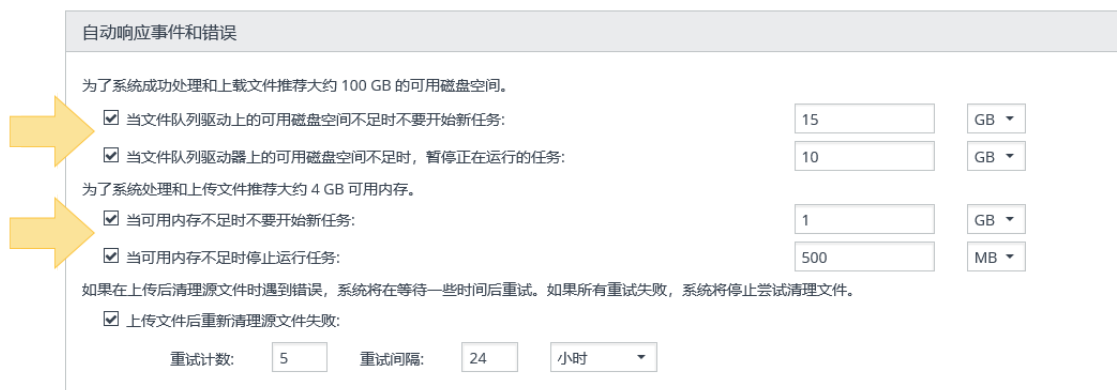 自动响应事件和错误
为了系统成功处理和上载文件推荐大约 100 GB 的可用磁盘空间。
当文件队列驱动上的可用磁盘空间不足时不要开始新任务: 15 GB
当文件队列驱动器上的可用磁盘空间不足时，暂停正在运行的任务: 10 GB
为了系统处理和上传文件推荐大约 4 GB 可用内存。
当可用内存不足时不要开始新任务: 1 GB
当可用内存不足时停止运行任务: 500 MB
如果在上传后清理源文件时遇到错误，系统将在等待一些时间后重试。如果所有重试失败，系统将停止尝试清理文件。
上传文件后重新清理源文件失败:
重试计数: 5 重试间隔: 24 小时